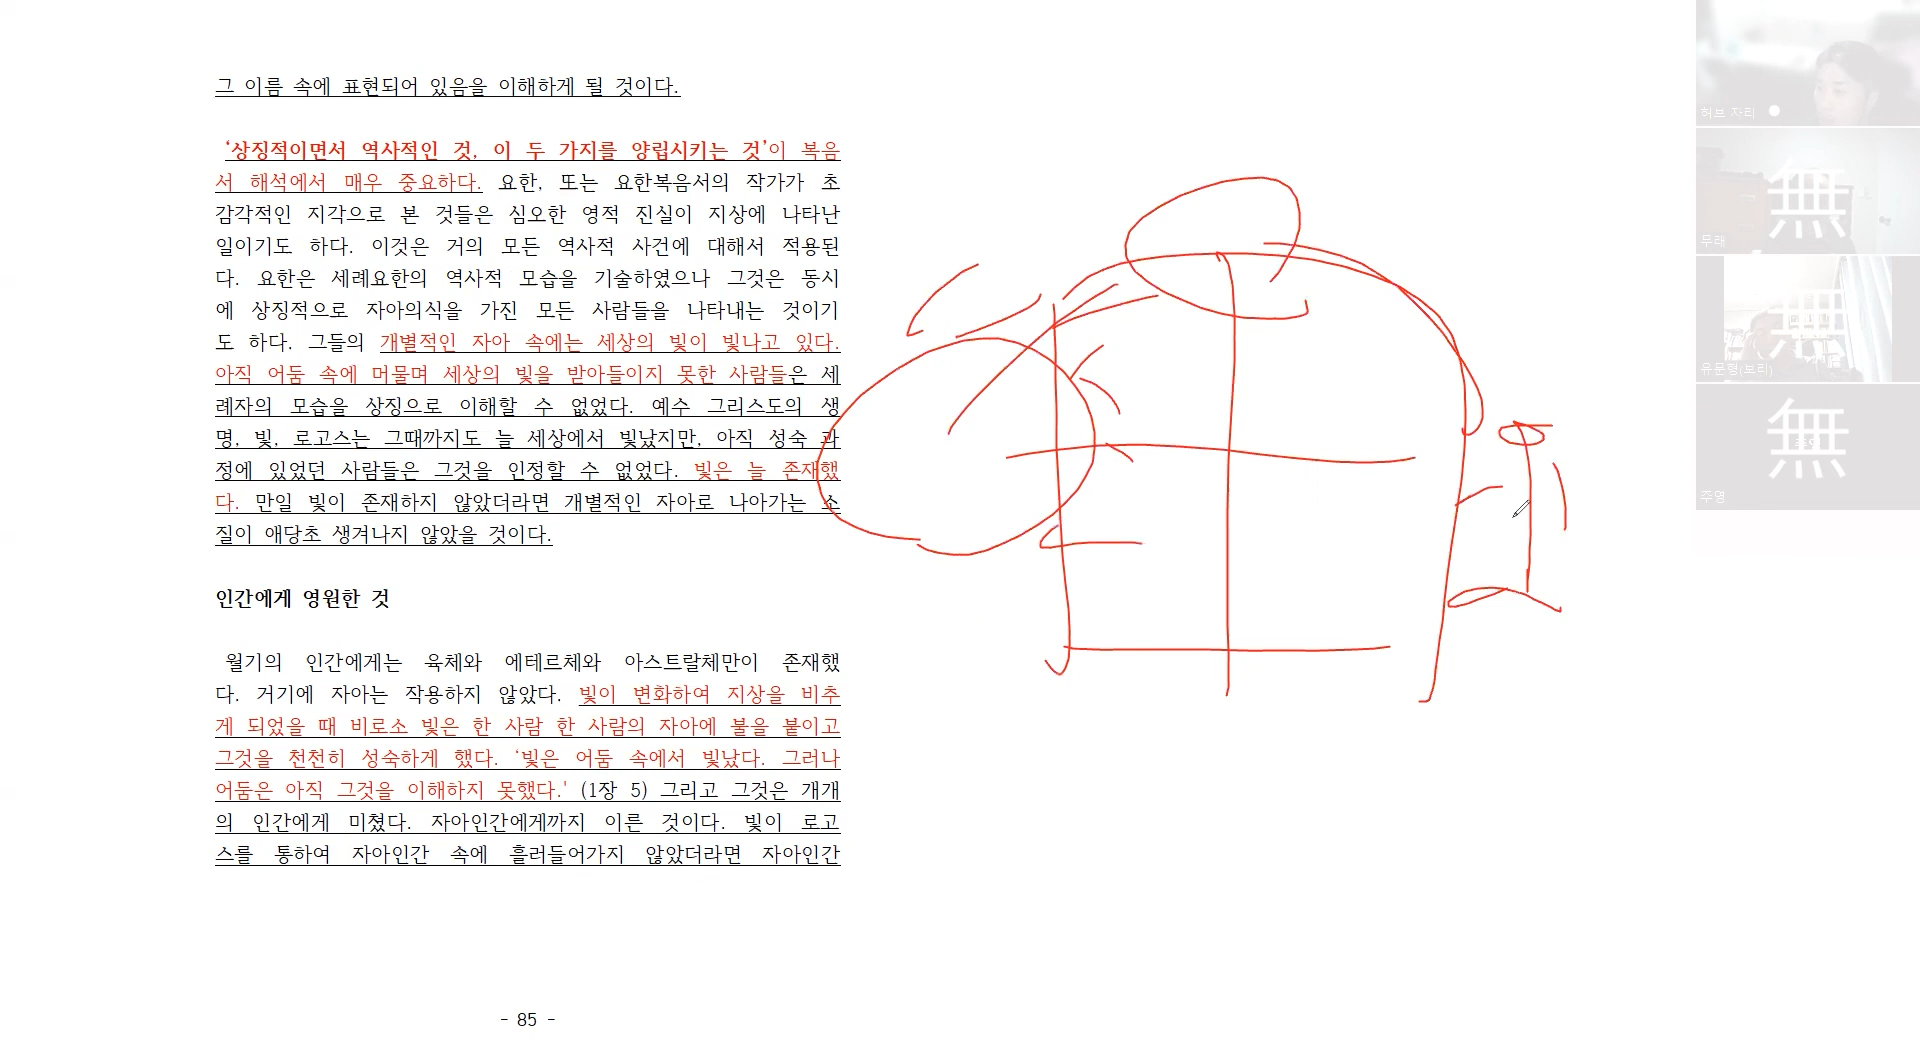 그 이름 속에 표현되어 있음을 이해하게 될 것이다.
‘상징적이면서 역사적인 것, 이 두 가지를 양립시키는 것’이 복음
서 해석에서 매우 중요하다. 요한, 또는 요한복음서의 작가가 초
감각적인 지각으로 본 것들은 심오한 영적 진실이 지상에 나타난
일이기도 하다. 이것은 거의 모든 역사적 사건에 대해서 적용된
다. 요한은 세례요한의 역사적 모습을 기술하였으나 그것은 동시
에 상징적으로 자아의식을 가진 모든 사람들을 나타내는 것이기
도 하다. 그들의 개별적인 자아 속에는 세상의 빛이 빛나고 있다.
아직 어둠 속에 머물며 세상의 빛을 받아들이지 못한 사람들은 세
례자의 모습을 상징으로 이해할 수 없었다. 예수 그리스도의 생
명, 빛, 로고스는 그때까지도 늘 세상에서 빛났지만, 아직 성숙 과
정에 있었던 사람들은 그것을 인정할 수 없었다. 빛은 늘 존재했
다. 만일 빛이 존재하지 않았더라면 개별적인 자아로 나아가는 소
질이 애당초 생겨나지 않았을 것이다.
인간에게 영원한 것
월기의 인간에게는 육체와 에테르체와 아스트랄체만이 존재했
다. 거기에 자아는 작용하지 않았다. 빛이 변화하여 지상을 비추
게 되었을 때 비로소 빛은 한 사람 한 사람의 자아에 불을 붙이고
그것을 천천히 성숙하게 했다. ‘빛은 어둠 속에서 빛났다. 그러나
어둠은 아직 그것을 이해하지 못했다.' (1장 5) 그리고 그것은 개개
의 인간에게 미쳤다. 자아인간에게까지 이른 것이다. 빛이 로고
스를 통하여 자아인간 속에 흘러들어가지 않았더라면 자아인간
- 85 -
허브 자리
無
무래
無
유문형(보리)
無
주영